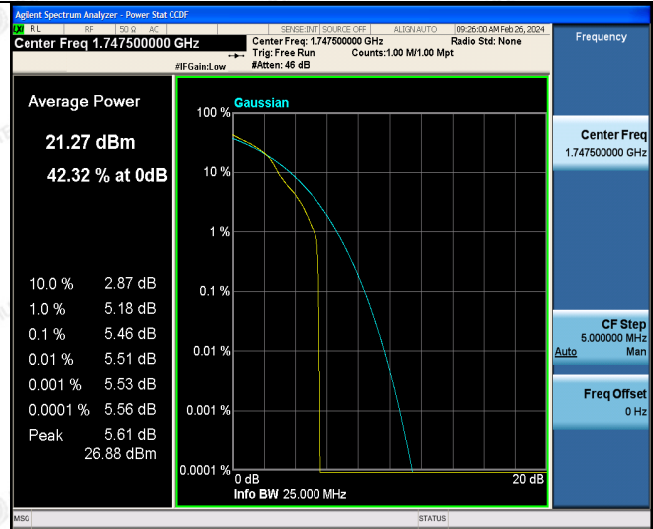 Agilent Spectrum Analyzer - Power Stat CCDF
LXI RL RF 50 Ω AC SENSE:INT SOURCE OFF ALIGN AUTO 09:26:00 AM Feb 26, 2024
Center Freq 1.747500000 GHz
Center Freq: 1.747500000 GHz Radio Std: None
Trig: Free Run Counts:1.00 M/1.00 Mpt
#IFGain:Low #Atten: 46 dB
Frequency
Average Power
21.27 dBm
42.32 % at 0dB
10.0 % 2.87 dB
1.0 % 5.18 dB
0.1 % 5.46 dB
0.01 % 5.51 dB
0.001 % 5.53 dB
0.0001 % 5.56 dB
Peak 5.61 dB
26.88 dBm
Gaussian
100 %
10 %
1 %
0.1 %
0.01 %
0.001 %
0.0001 %
0 dB 20 dB
Info BW 25.000 MHz
Center Freq
1.747500000 GHz
CF Step
5.000000 MHz
Auto Man
Freq Offset
0 Hz
MSG STATUS